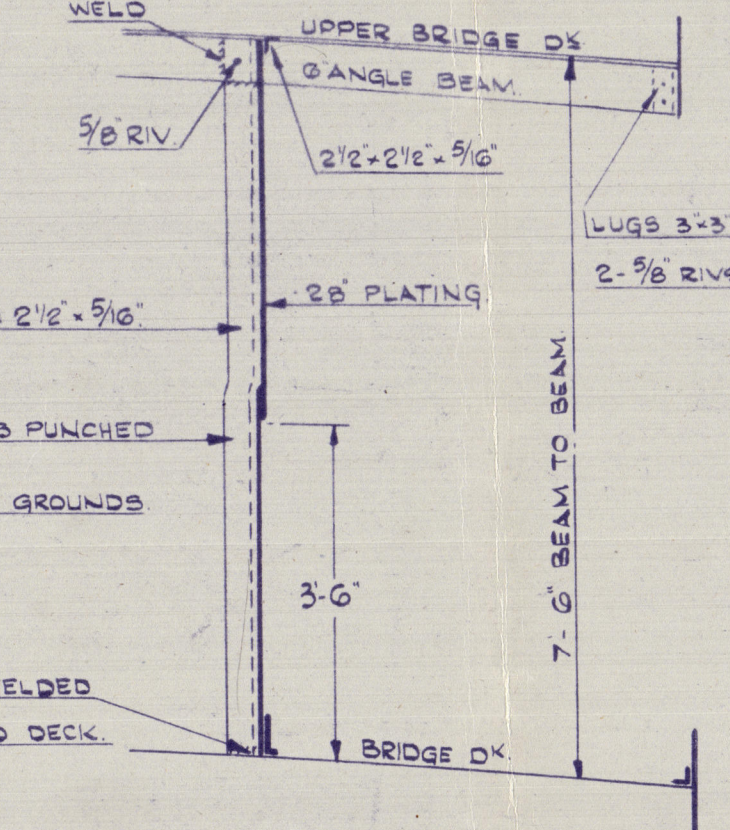 WELD
UPPER BRIDGE DK.
6" ANGLE BEAM.
5/8" RIV.
2 1/2" × 2 1/2" × 5/16"
LUGS 3"×3"
2 - 5/8" RIVS
.28" PLATING.
2 1/2" × 5/16"
PUNCHED
GROUNDS.
7'-6" BEAM TO BEAM.
3'-6"
ELDED
DECK.
BRIDGE DK.